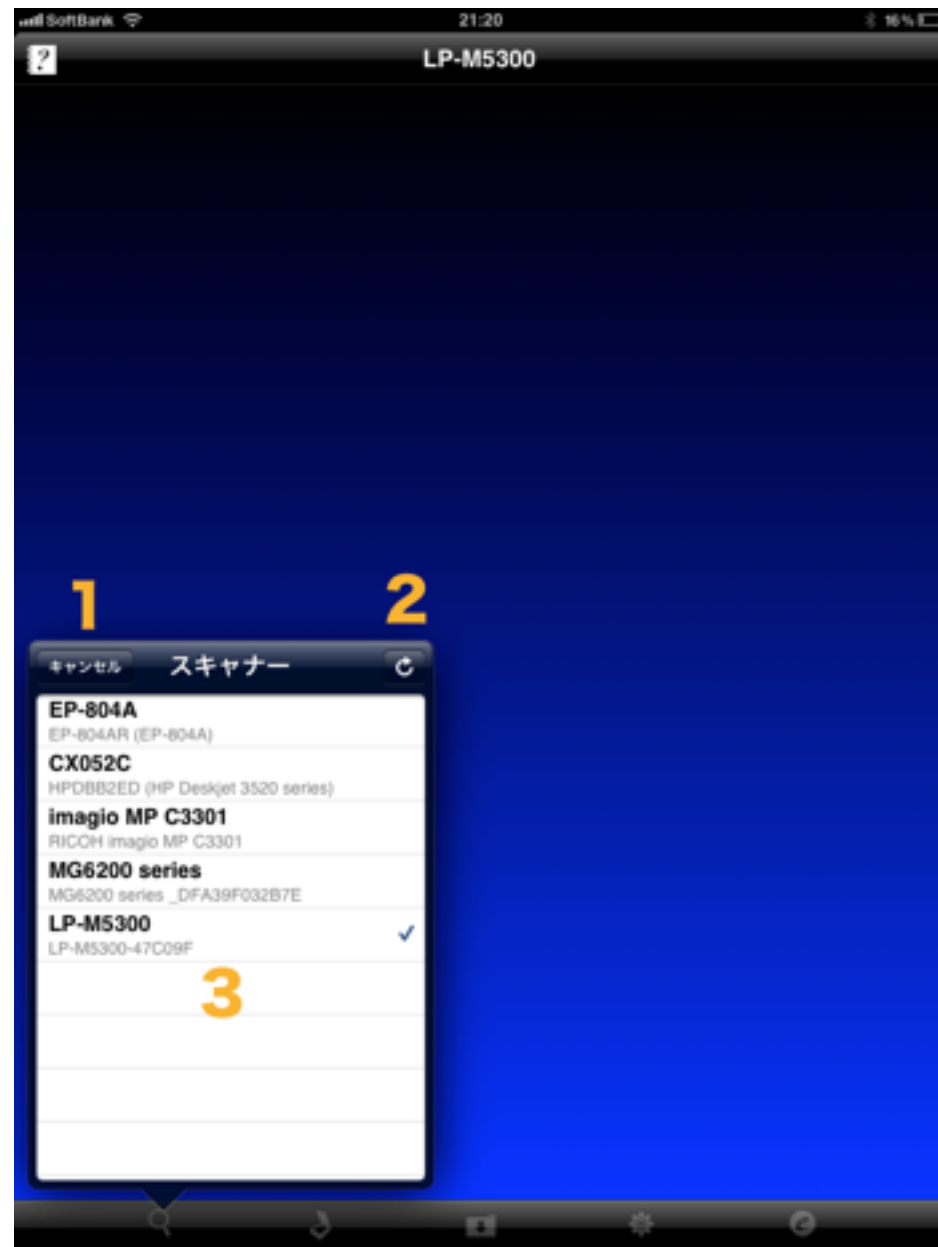 SoftBank 21:20 16%
LP-M5300
1 2
キャンセル スキャナー
EP-804A
EP-804AR (EP-804A)
CX052C
HPDBB2ED (HP Deskjet 3520 series)
imagio MP C3301
RICOH imagio MP C3301
MG6200 series
MG6200 series _DFA39F032B7E
LP-M5300
LP-M5300-47C09F
3